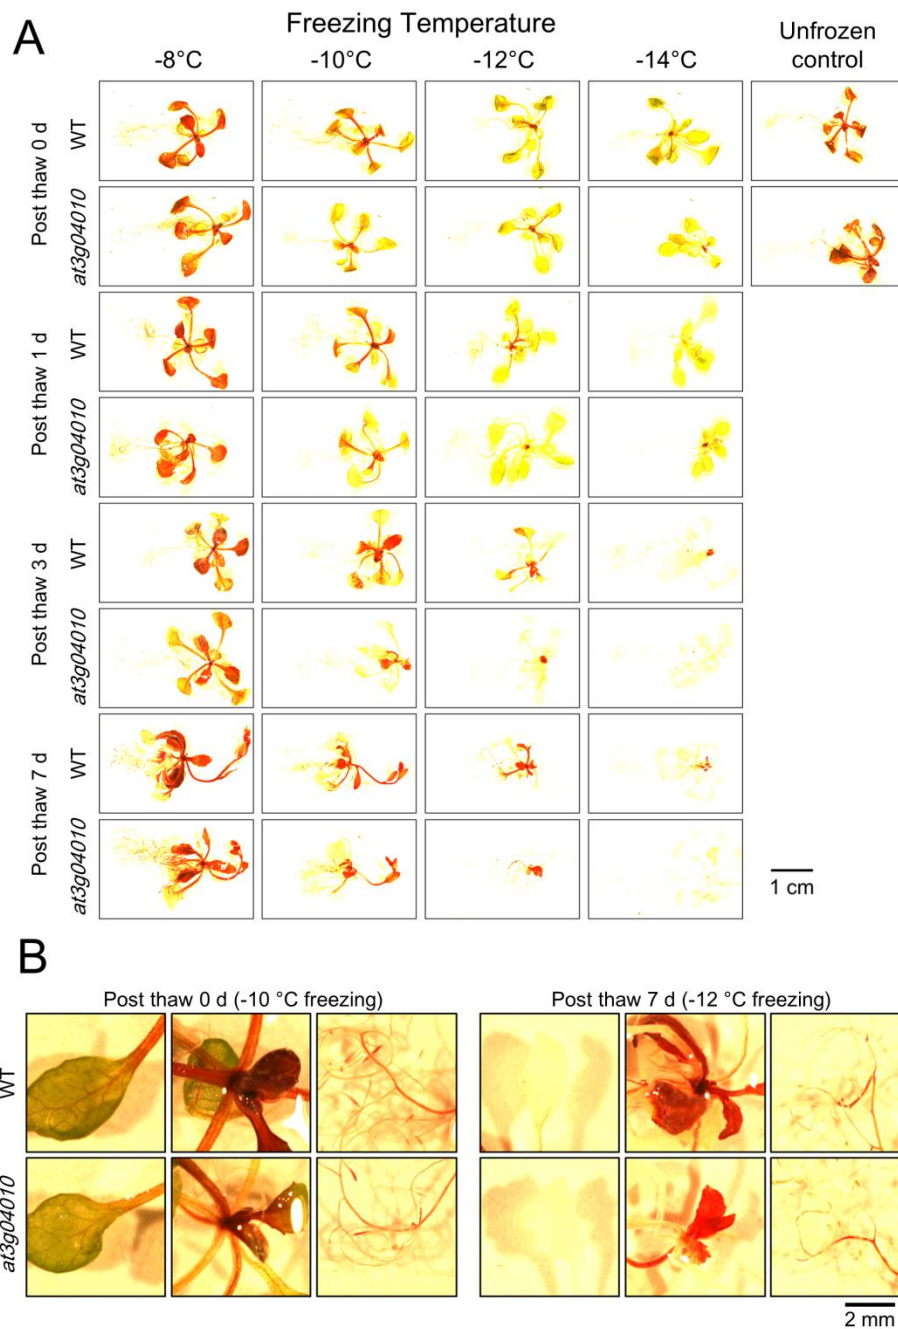 A
Freezing Temperature
-8°C
-10°C
-12°C
-14°C
Unfrozen
control
Post thaw 0 d
WT
at3g04010
Post thaw 1 d
WT
at3g04010
Post thaw 3 d
WT
at3g04010
Post thaw 7 d
WT
at3g04010
1 cm
B
Post thaw 0 d (-10 °C freezing)
Post thaw 7 d (-12 °C freezing)
WT
at3g04010
2 mm